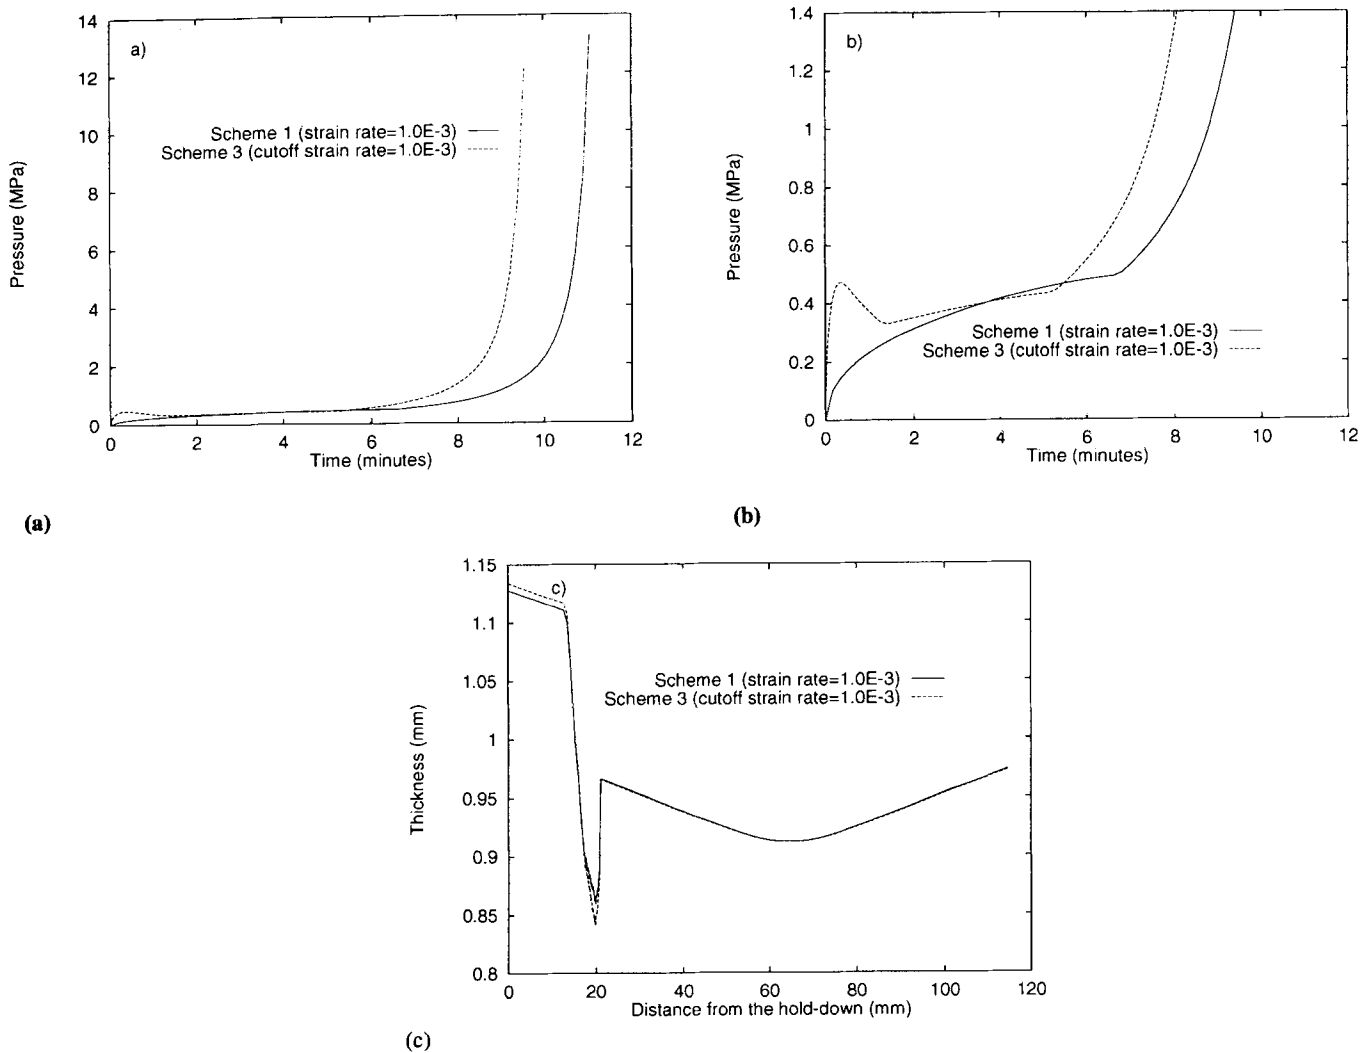 14
12
10
8
6
4
2
0
Pressure (MPa)
a)
Scheme 1 (strain rate=1.0E-3)
Scheme 3 (cutoff strain rate=1.0E-3)
0 2 4 6 8 10 12
Time (minutes)
(a)
1.4
1.2
1
0.8
0.6
0.4
0.2
0
Pressure (MPa)
b)
Scheme 1 (strain rate=1.0E-3)
Scheme 3 (cutoff strain rate=1.0E-3)
0 2 4 6 8 10 12
Time (minutes)
(b)
1.15
1.1
1.05
1
0.95
0.9
0.85
0.8
Thickness (mm)
c)
Scheme 1 (strain rate=1.0E-3)
Scheme 3 (cutoff strain rate=1.0E-3)
0 20 40 60 80 100 120
Distance from the hold-down (mm)
(c)